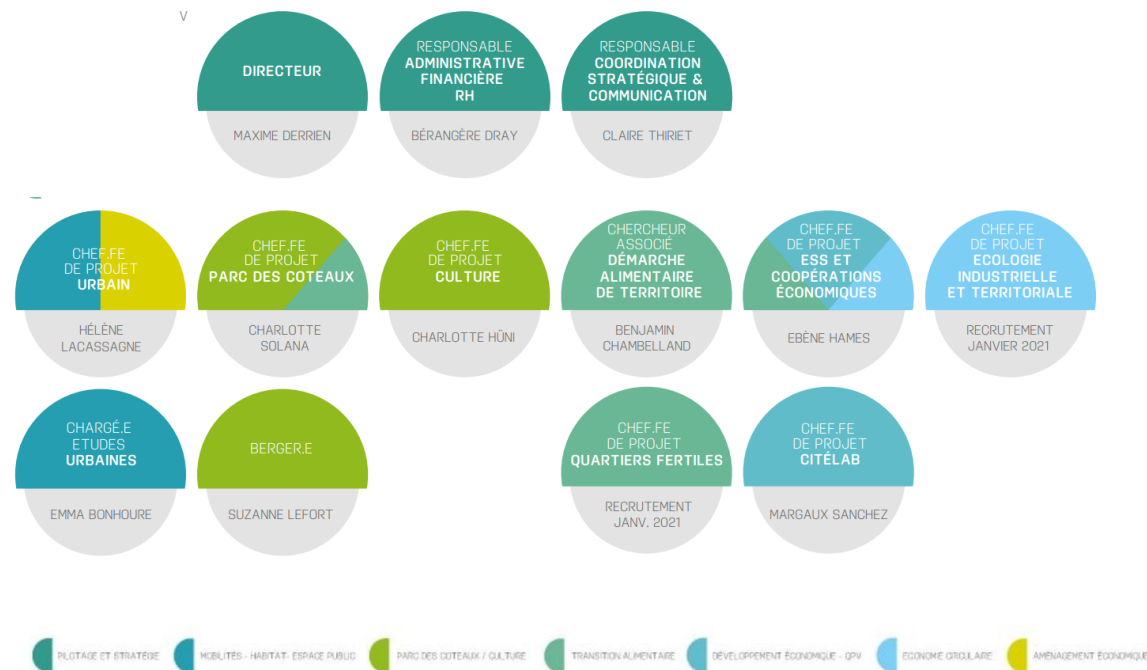 V
DIRECTEUR
MAXIME DERRIEN
RESPONSABLE
ADMINISTRATIVE
FINANCIÈRE
RH
BÉRANGÈRE DRAY
RESPONSABLE
COORDINATION
STRATÉGIQUE &
COMMUNICATION
CLAIRE THIRIET
CHEF.FE
DE PROJET
URBAIN
HÉLÈNE
LACASSAGNE
CHEF.FE
DE PROJET
PARC DES COTEAUX
CHARLOTTE
SOLANA
CHEF.FE
DE PROJET
CULTURE
CHARLOTTE HÜNI
CHERCHEUR
ASSOCIÉ
DÉMARCHE
ALIMENTAIRE
DE TERRITOIRE
BENJAMIN
CHAMBELLAND
CHEF.FE
DE PROJET
ESS ET
COOPÉRATIONS
ÉCONOMIQUES
EBÈNE HAMES
CHEF.FE
DE PROJET
ECOLOGIE
INDUSTRIELLE
ET TERRITORIALE
RECRUTEMENT
JANVIER 2021
CHARGÉ.E
ETUDES
URBAINES
EMMA BONHOURE
BERGER.E
SUZANNE LEFORT
CHEF.FE
DE PROJET
QUARTIERS FERTILES
RECRUTEMENT
JANV. 2021
CHEF.FE
DE PROJET
CITÉLAB
MARGAUX SANCHEZ
PILOTAGE ET STRATÉGIE
MOBILITÉS - HABITAT- ESPACE PUBLIC
PARC DES COTEAUX / CULTURE
TRANSITION ALIMENTAIRE
DÉVELOPPEMENT ÉCONOMIQUE - QPV
ECONOMIE CIRCULAIRE
AMÉNAGEMENT ÉCONOMIQUE